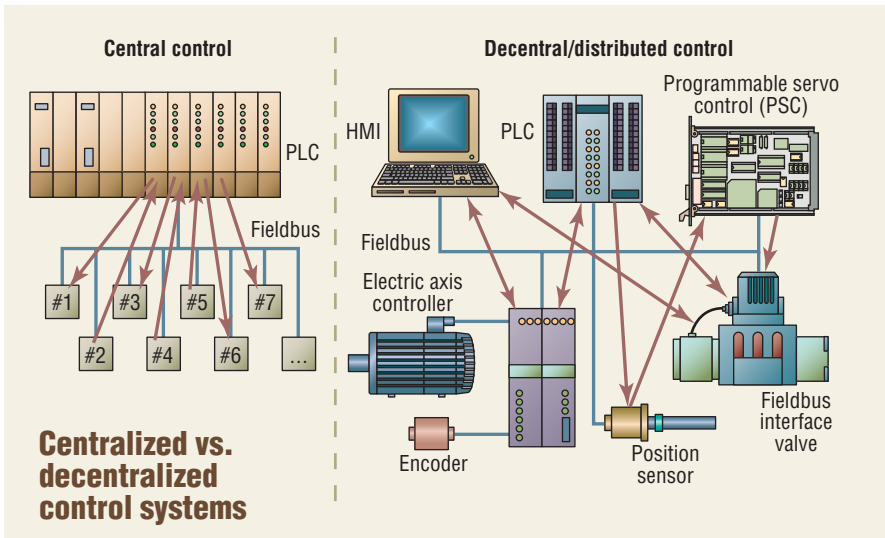 Central control
PLC
Fieldbus
#1
#3
#5
#7
#2
#4
#6
...
Centralized vs.
decentralized
control systems
Decentral/distributed control
HMI
PLC
Programmable servo
control (PSC)
Fieldbus
Electric axis
controller
Encoder
Position
sensor
Fieldbus
interface
valve